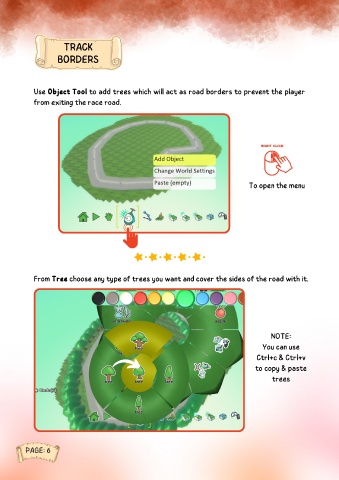 TRACK
BORDERS
Use Object Tool to add trees which will act as road borders to prevent the player
from exiting the race road.
Add Object
Change World Settings
Paste (empty)
RIGHT CLICK
To open the menu
From Tree choose any type of trees you want and cover the sides of the road with it.
NOTE:
You can use
Ctrl+c & Ctrl+v
to copy & paste
trees
PAGE: 6